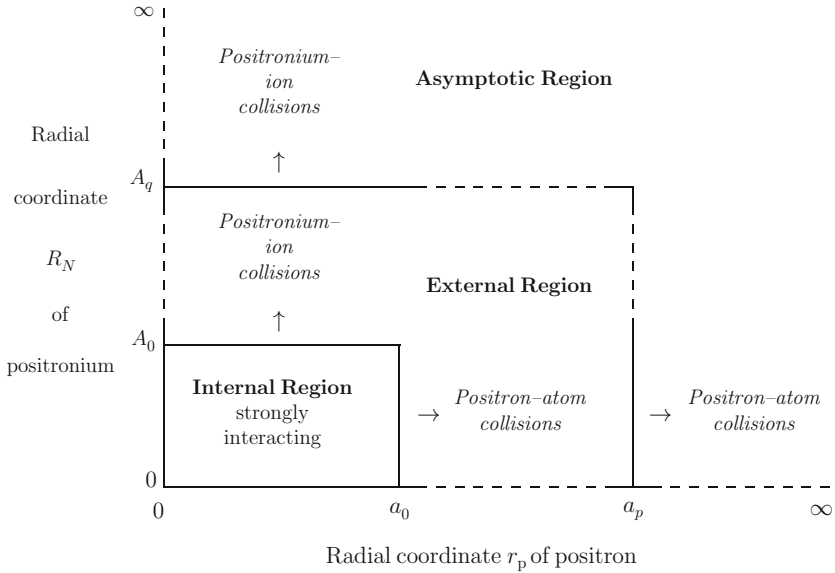 ∞
Positronium–
ion
collisions
Asymptotic Region
Radial
coordinate
R_N
of
positronium
A_q
Positronium–
ion
collisions
External Region
↑
↑
A_0
Internal Region
strongly
interacting
→ Positron–atom
collisions
→ Positron–atom
collisions
0
0
a_0
a_p
∞
Radial coordinate r_p of positron